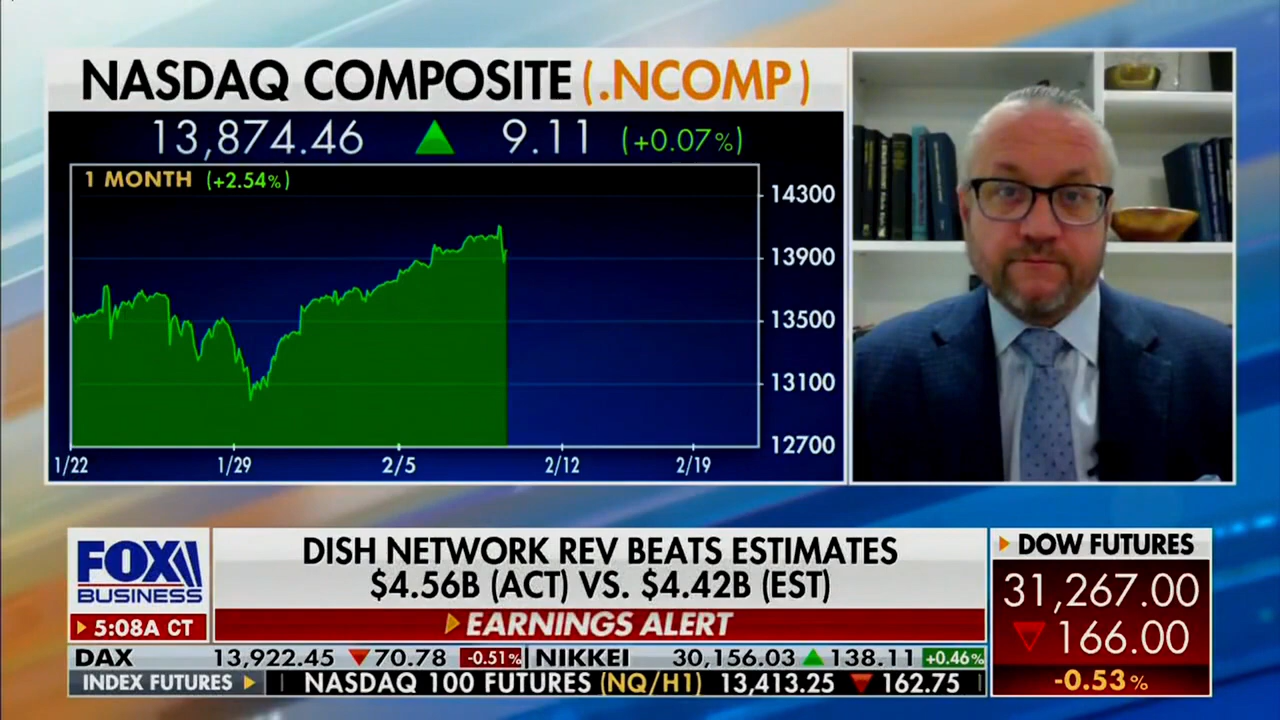 NASDAQ COMPOSITE (.NCOMP)
13,874.46 ▲ 9.11 (+0.07%)
1 MONTH (+2.54%)
14300
13900
13500
13100
12700
1/22 1/29 2/5 2/12 2/19
FOX
BUSINESS
5:08A CT
DISH NETWORK REV BEATS ESTIMATES
$4.56B (ACT) VS. $4.42B (EST)
EARNINGS ALERT
DOW FUTURES
31,267.00
▼ 166.00
-0.53%
DAX 13,922.45 ▼ 70.78 -0.51% NIKKEI 30,156.03 ▲ 138.11 +0.46%
INDEX FUTURES NASDAQ 100 FUTURES (NQ/H1) 13,413.25 ▼ 162.75